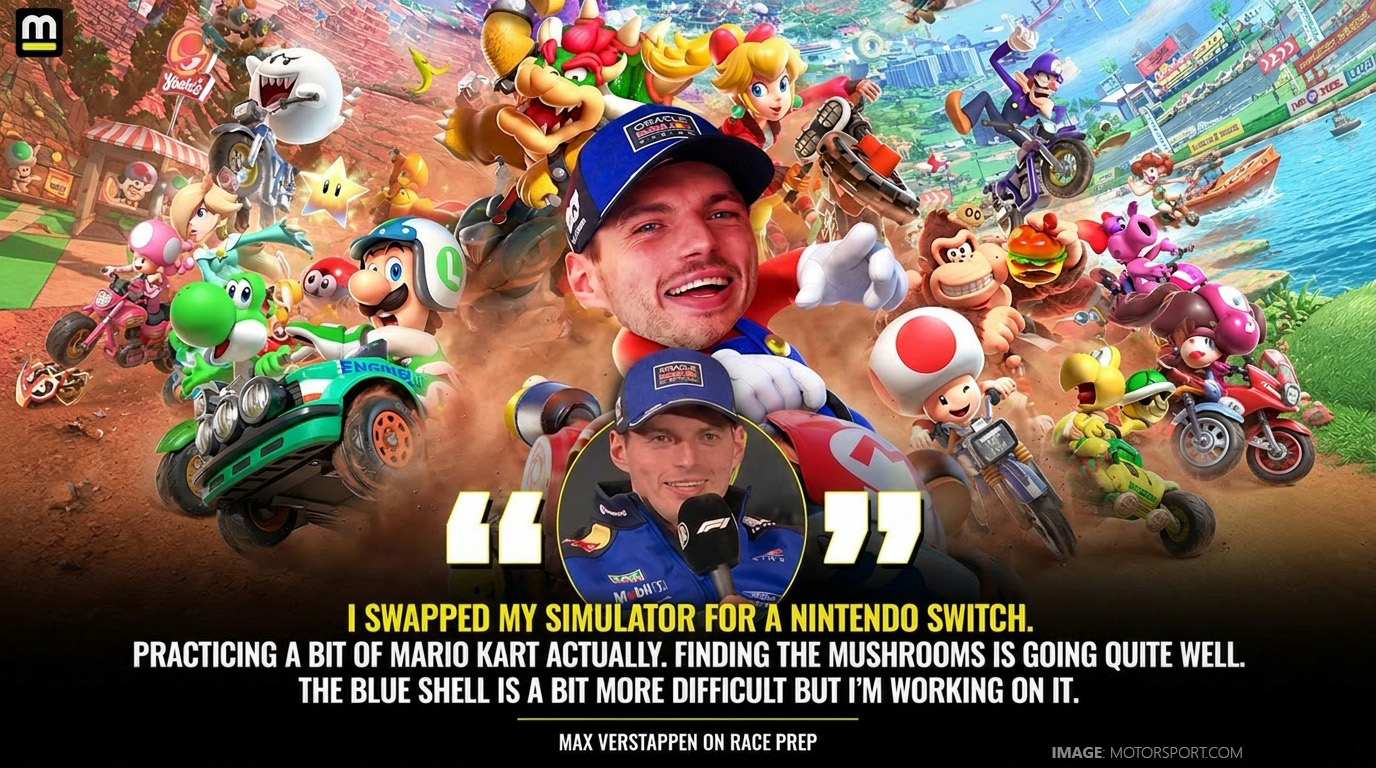 m
Yoshi's
ORACLE
L
ENGINE
M
F1
Mobil
“ ”
I SWAPPED MY SIMULATOR FOR A NINTENDO SWITCH.
PRACTICING A BIT OF MARIO KART ACTUALLY. FINDING THE MUSHROOMS IS GOING QUITE WELL.
THE BLUE SHELL IS A BIT MORE DIFFICULT BUT I’M WORKING ON IT.
MAX VERSTAPPEN ON RACE PREP
IMAGE: MOTORSPORT.COM